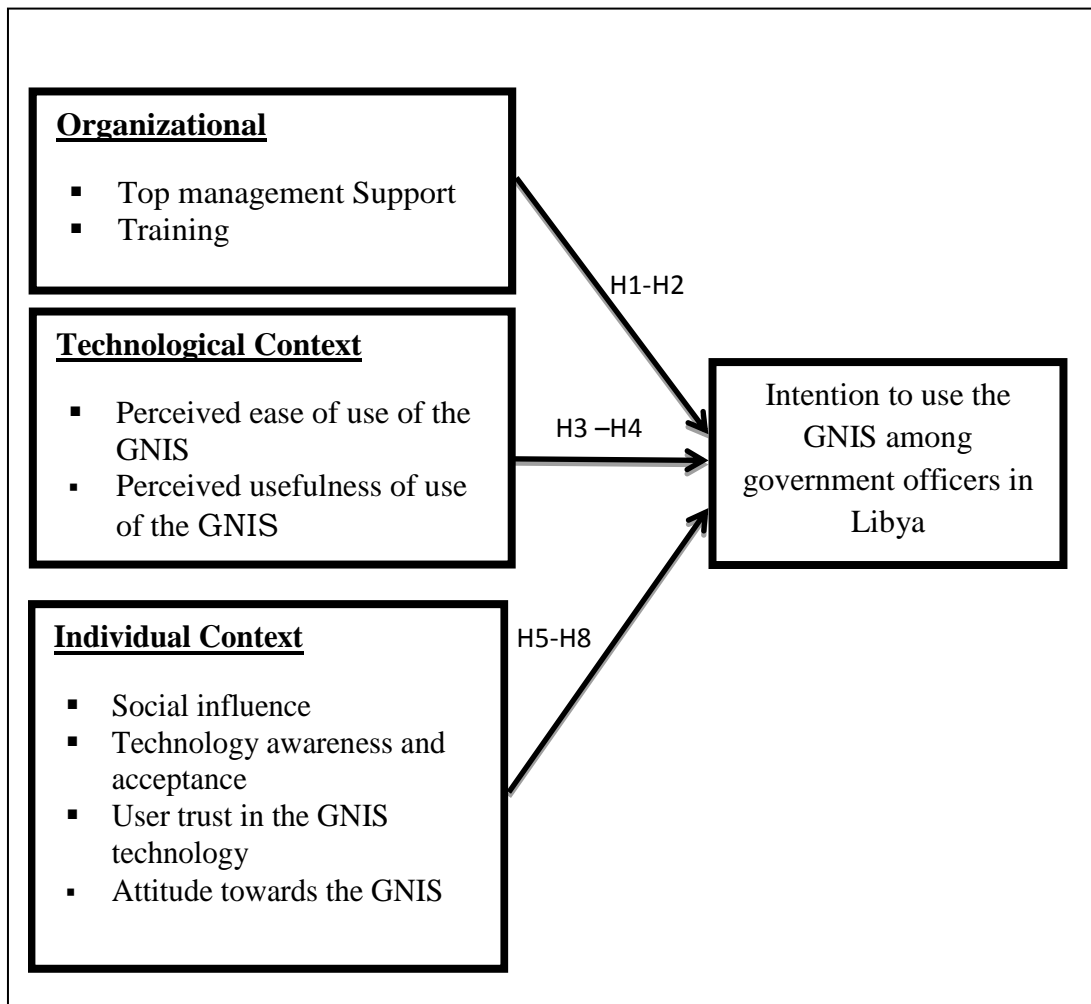 Organizational
▪ Top management Support
▪ Training
H1-H2
Technological Context
▪ Perceived ease of use of the
GNIS
▪ Perceived usefulness of use
of the GNIS
H3 –H4
Intention to use the
GNIS among
government officers in
Libya
Individual Context
▪ Social influence
▪ Technology awareness and
acceptance
▪ User trust in the GNIS
technology
▪ Attitude towards the GNIS
H5-H8